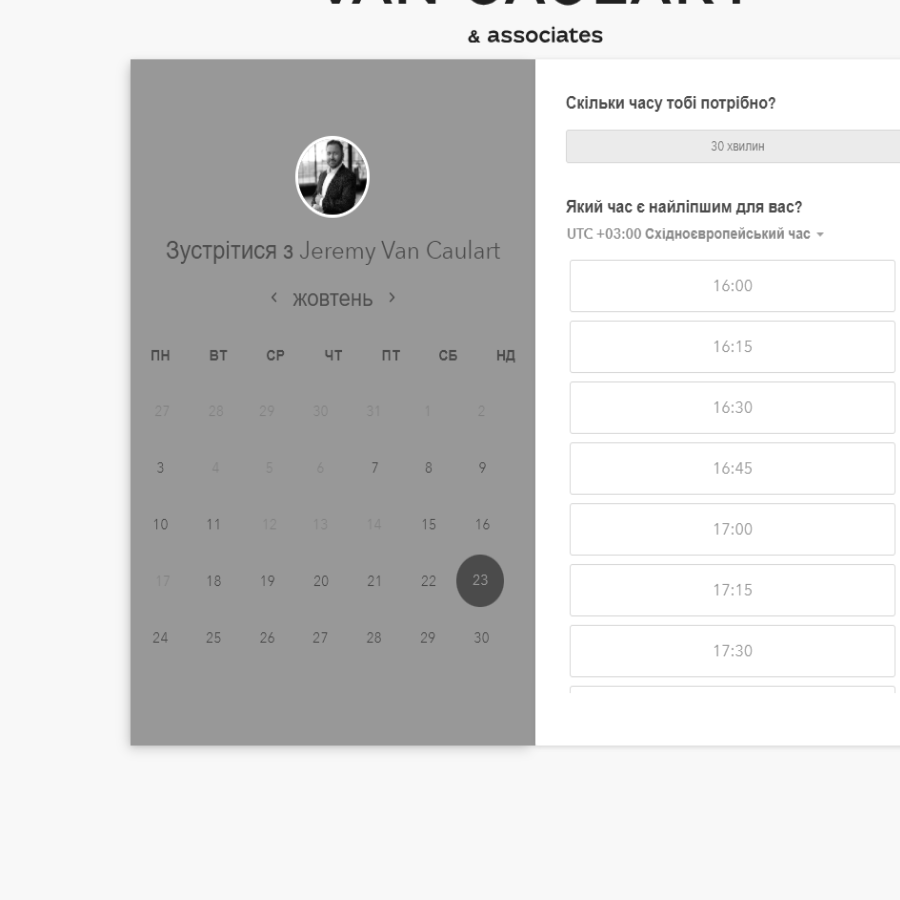 VAN CAULART
& associates
Зустрітися з Jeremy Van Caulart
жовтень
ПН ВТ СР ЧТ ПТ СБ НД
27 28 29 30 31 1 2
3 4 5 6 7 8 9
10 11 12 13 14 15 16
17 18 19 20 21 22 23
24 25 26 27 28 29 30
Скільки часу тобі потрібно?
30 хвилин
Який час є найліпшим для вас?
UTC +03:00 Східноєвропейський час
16:00
16:15
16:30
16:45
17:00
17:15
17:30